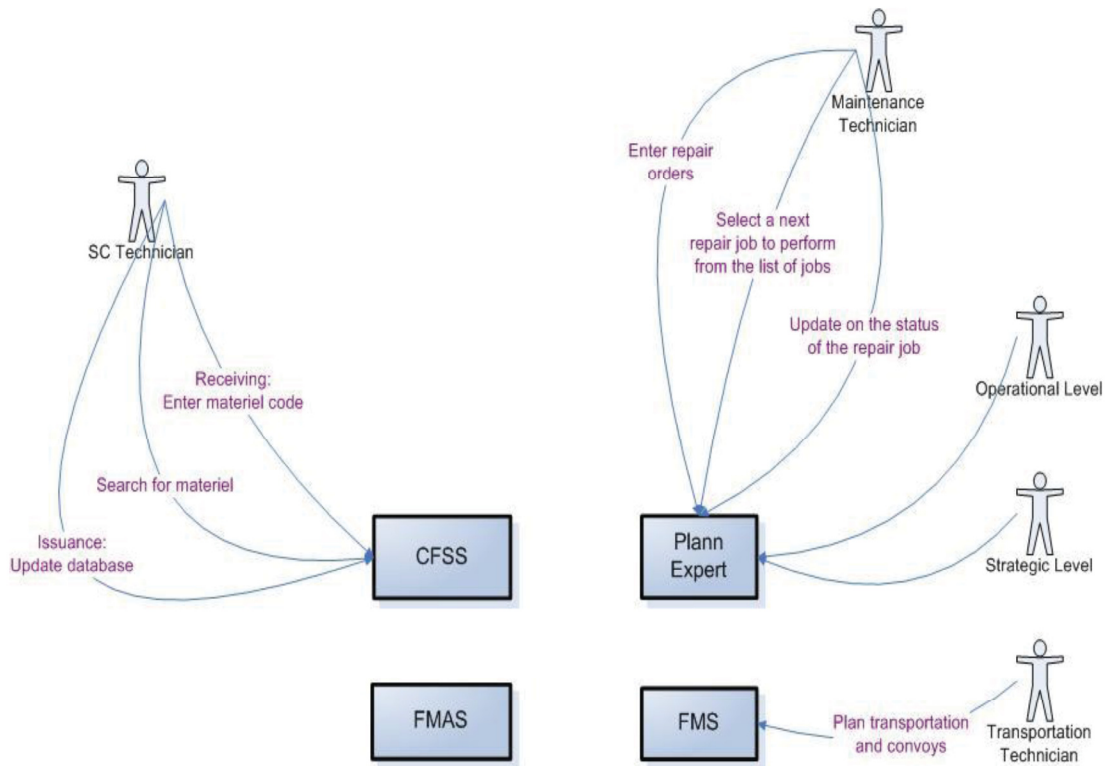 Maintenance
Technician
Enter repair
orders
SC Technician
Select a next
repair job to perform
from the list of jobs
Update on the status
of the repair job
Receiving:
Enter materiel code
Operational Level
Search for materiel
Issuance:
Update database
CFSS
Plann
Expert
Strategic Level
FMAS
FMS
Plan transportation
and convoys
Transportation
Technician